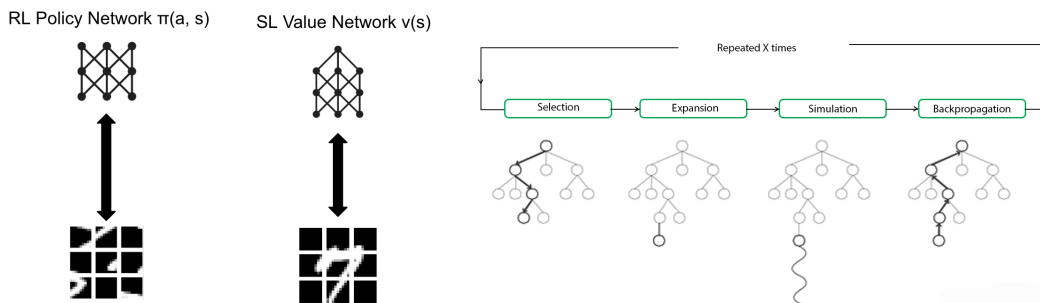 RL Policy Network π(a, s)
SL Value Network v(s)
Repeated X times
Selection
Expansion
Simulation
Backpropagation